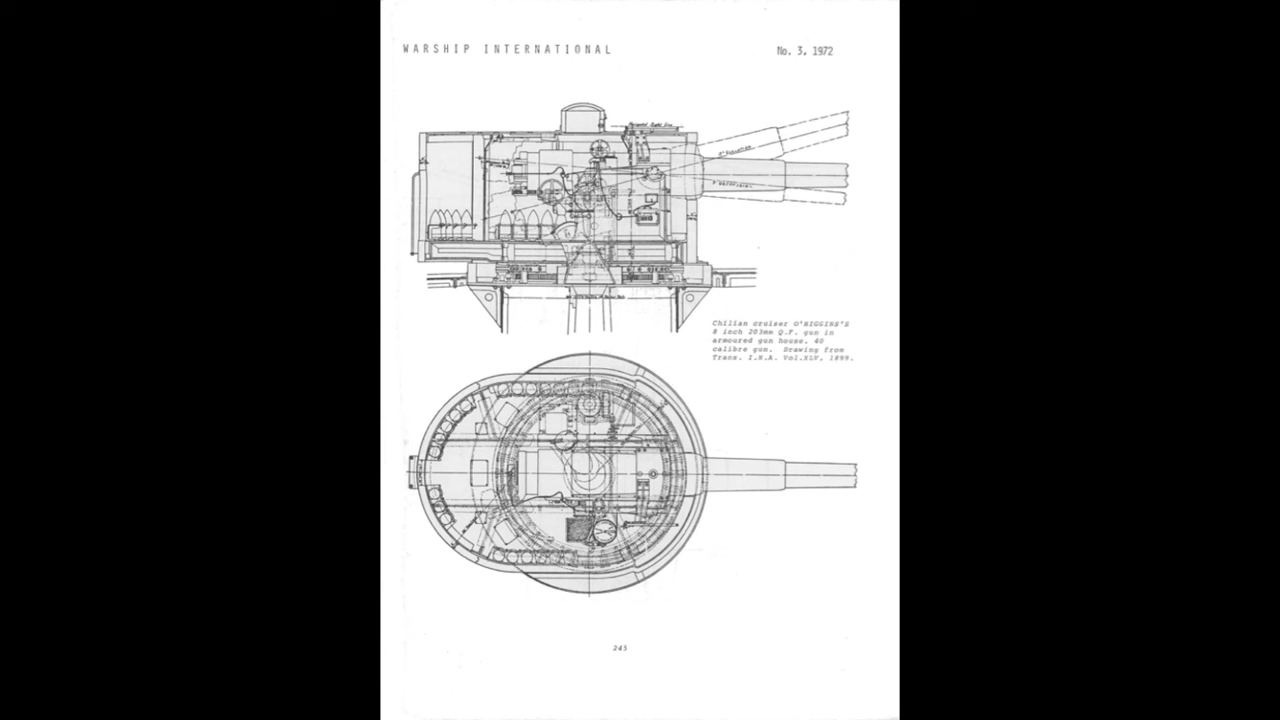 WARSHIP INTERNATIONAL
No. 3, 1972
Chilian cruiser O'HIGGINS'S
8 inch 203mm Q.F. gun in
armoured gun house. 40
calibre gun. Drawing from
Trans. I.N.A. Vol.XLV, 1899.
245